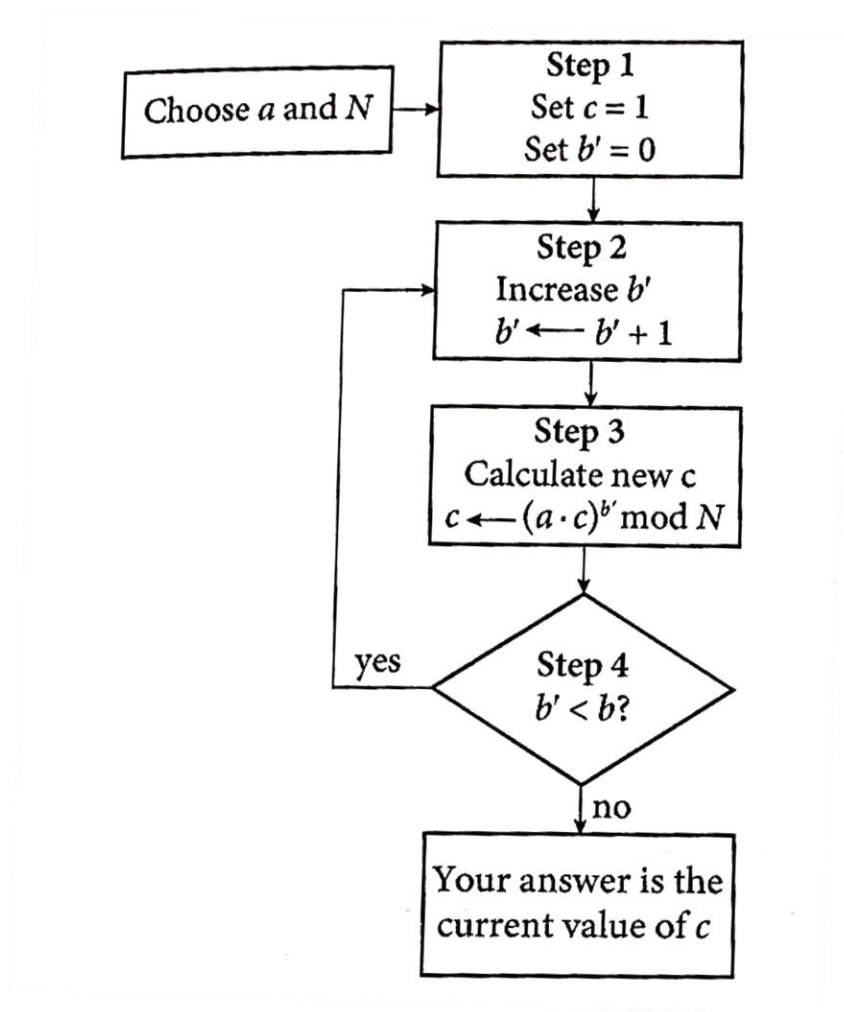 Choose a and N
Step 1
Set c = 1
Set b′ = 0
Step 2
Increase b′
b′ ⟵ b′ + 1
Step 3
Calculate new c
c ⟵ (a · c)^b′ mod N
yes
Step 4
b′ < b?
no
Your answer is the
current value of c